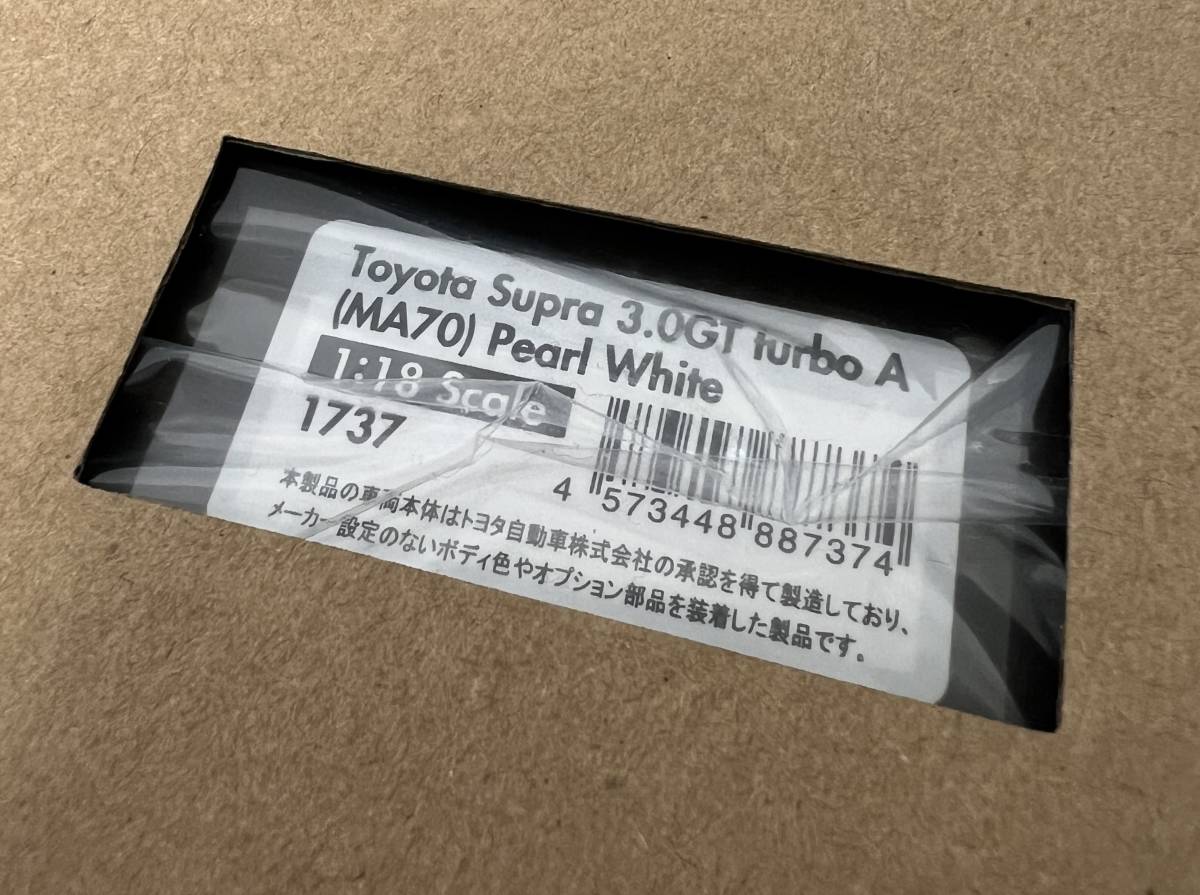 Toyota Supra 3.0GT turbo A
(MA70) Pearl White
1:18 Scale
1737
4 573448 887374
本製品の車両本体はトヨタ自動車株式会社の承認を得て製造しており、
メーカー設定のないボディ色やオプション部品を装着した製品です。